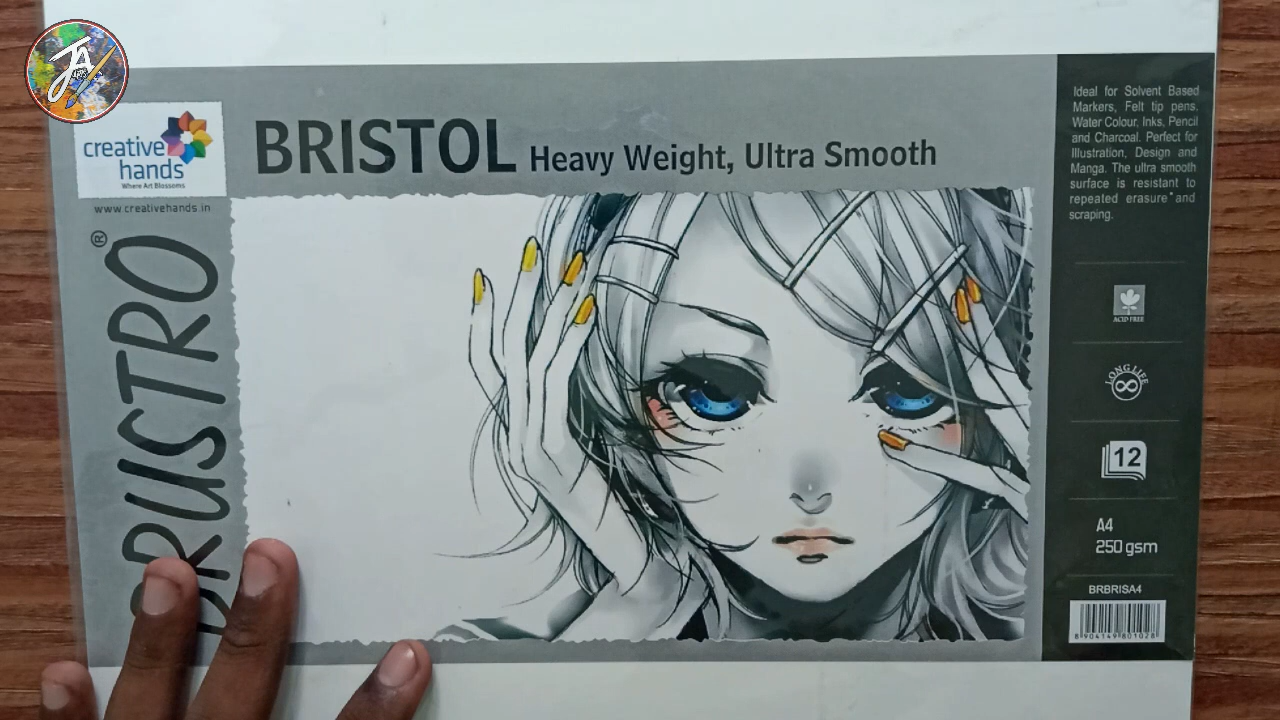 JA
creative
hands
Where Art Blossoms
www.creativehands.in
BRUSTRO®
BRISTOL Heavy Weight, Ultra Smooth
Ideal for Solvent Based
Markers, Felt tip pens.
Water Colour, Inks, Pencil
and Charcoal. Perfect for
Illustration, Design and
Manga. The ultra smooth
surface is resistant to
repeated erasure and
scraping.
ACID FREE
LONG LIFE
12
A4
250 gsm
BRBRISA4
8904149801028